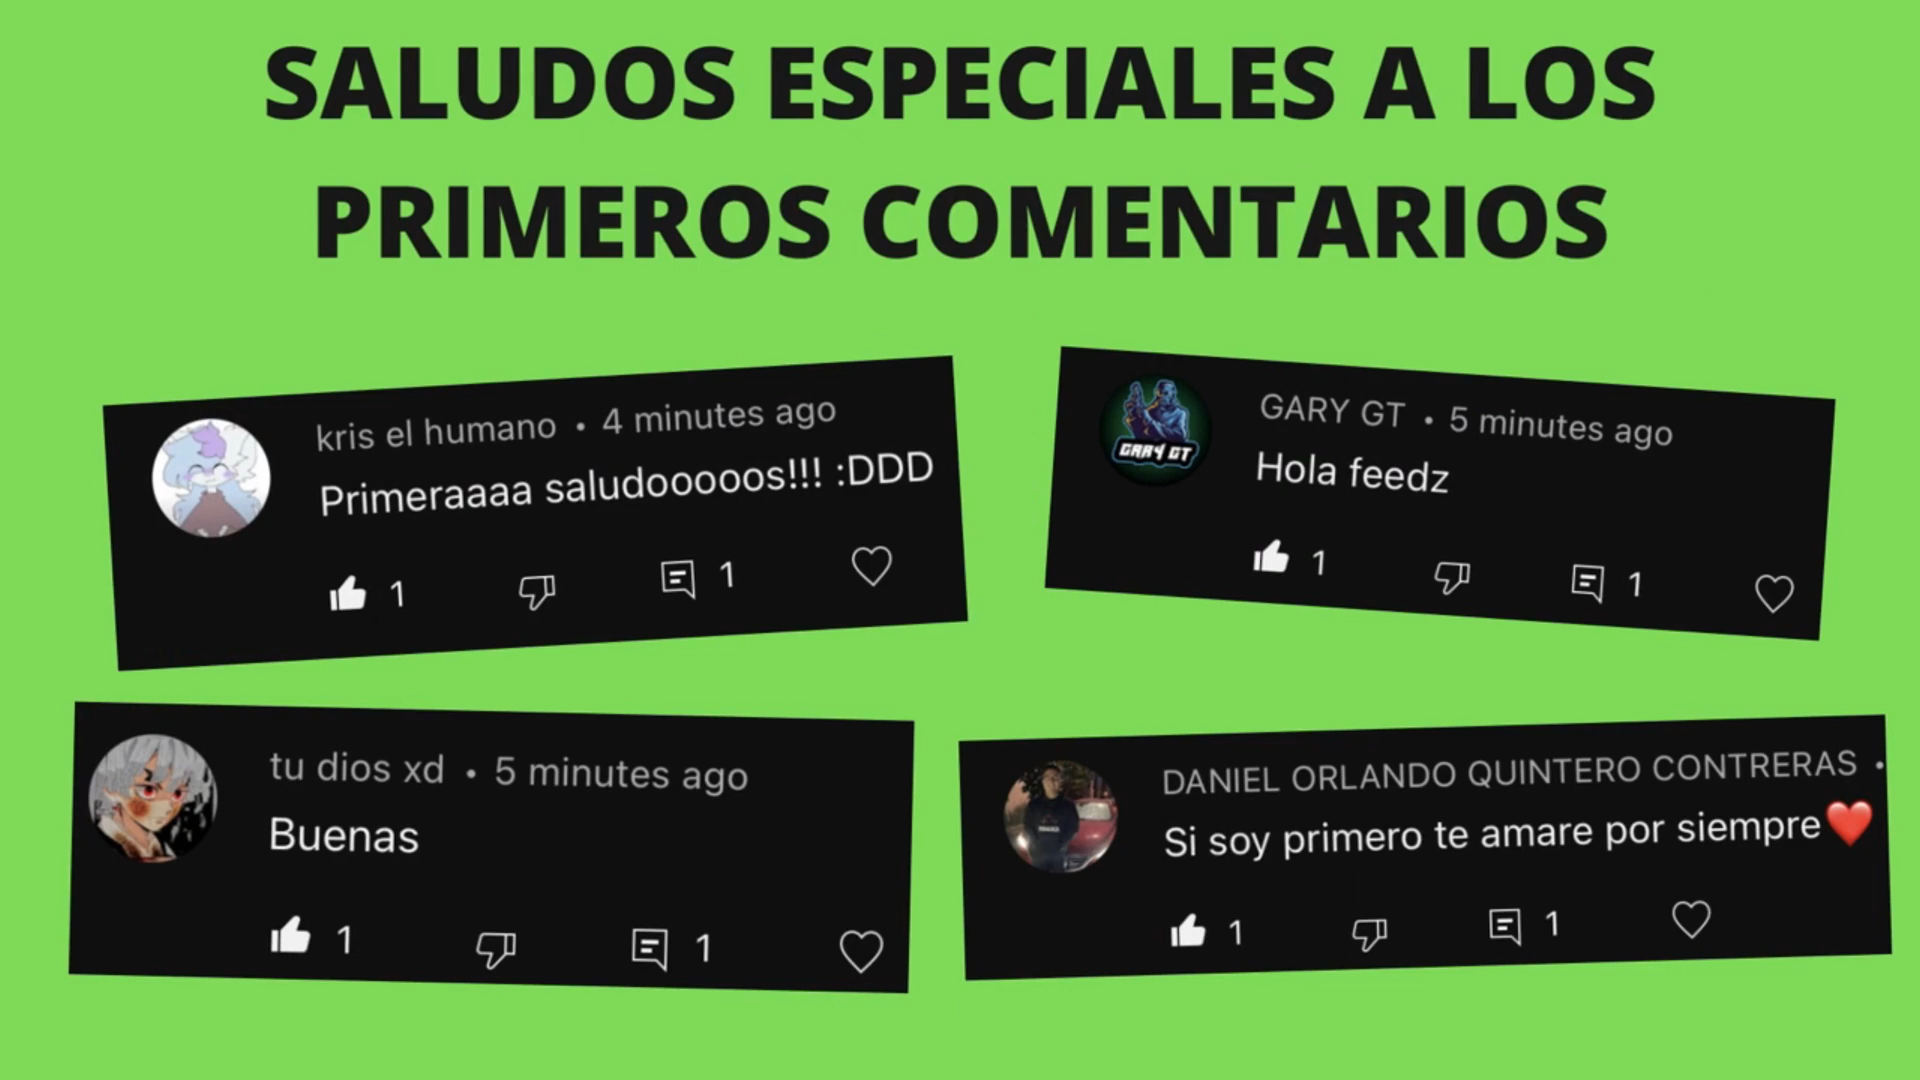 SALUDOS ESPECIALES A LOS
PRIMEROS COMENTARIOS
kris el humano • 4 minutes ago
Primeraaaa saludooooos!!! :DDD
1 1
GARY GT
GARY GT • 5 minutes ago
Hola feedz
1 1
tu dios xd • 5 minutes ago
Buenas
1 1
DANIEL ORLANDO QUINTERO CONTRERAS •
Si soy primero te amare por siempre❤️
1 1